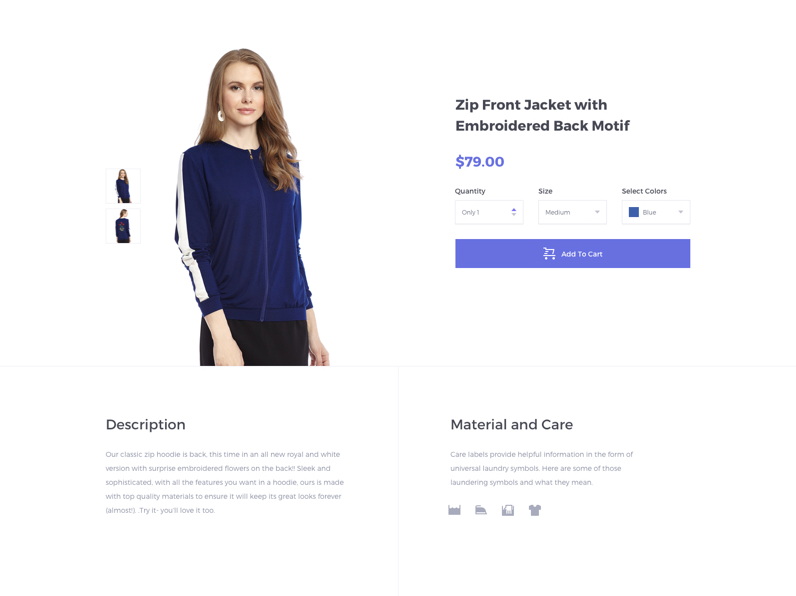 Zip Front Jacket with
Embroidered Back Motif
$79.00
Quantity
Size
Select Colors
Only 1
Medium
Blue
Add To Cart
Description
Our classic zip hoodie is back, this time in an all new royal and white
version with surprise embroidered flowers on the back!! Sleek and
sophisticated, with all the features you want in a hoodie, ours is made
with top quality materials to ensure it will keep its great looks forever
(almost!). .Try it- you'll love it too.
Material and Care
Care labels provide helpful information in the form of
universal laundry symbols. Here are some of those
laundering symbols and what they mean.